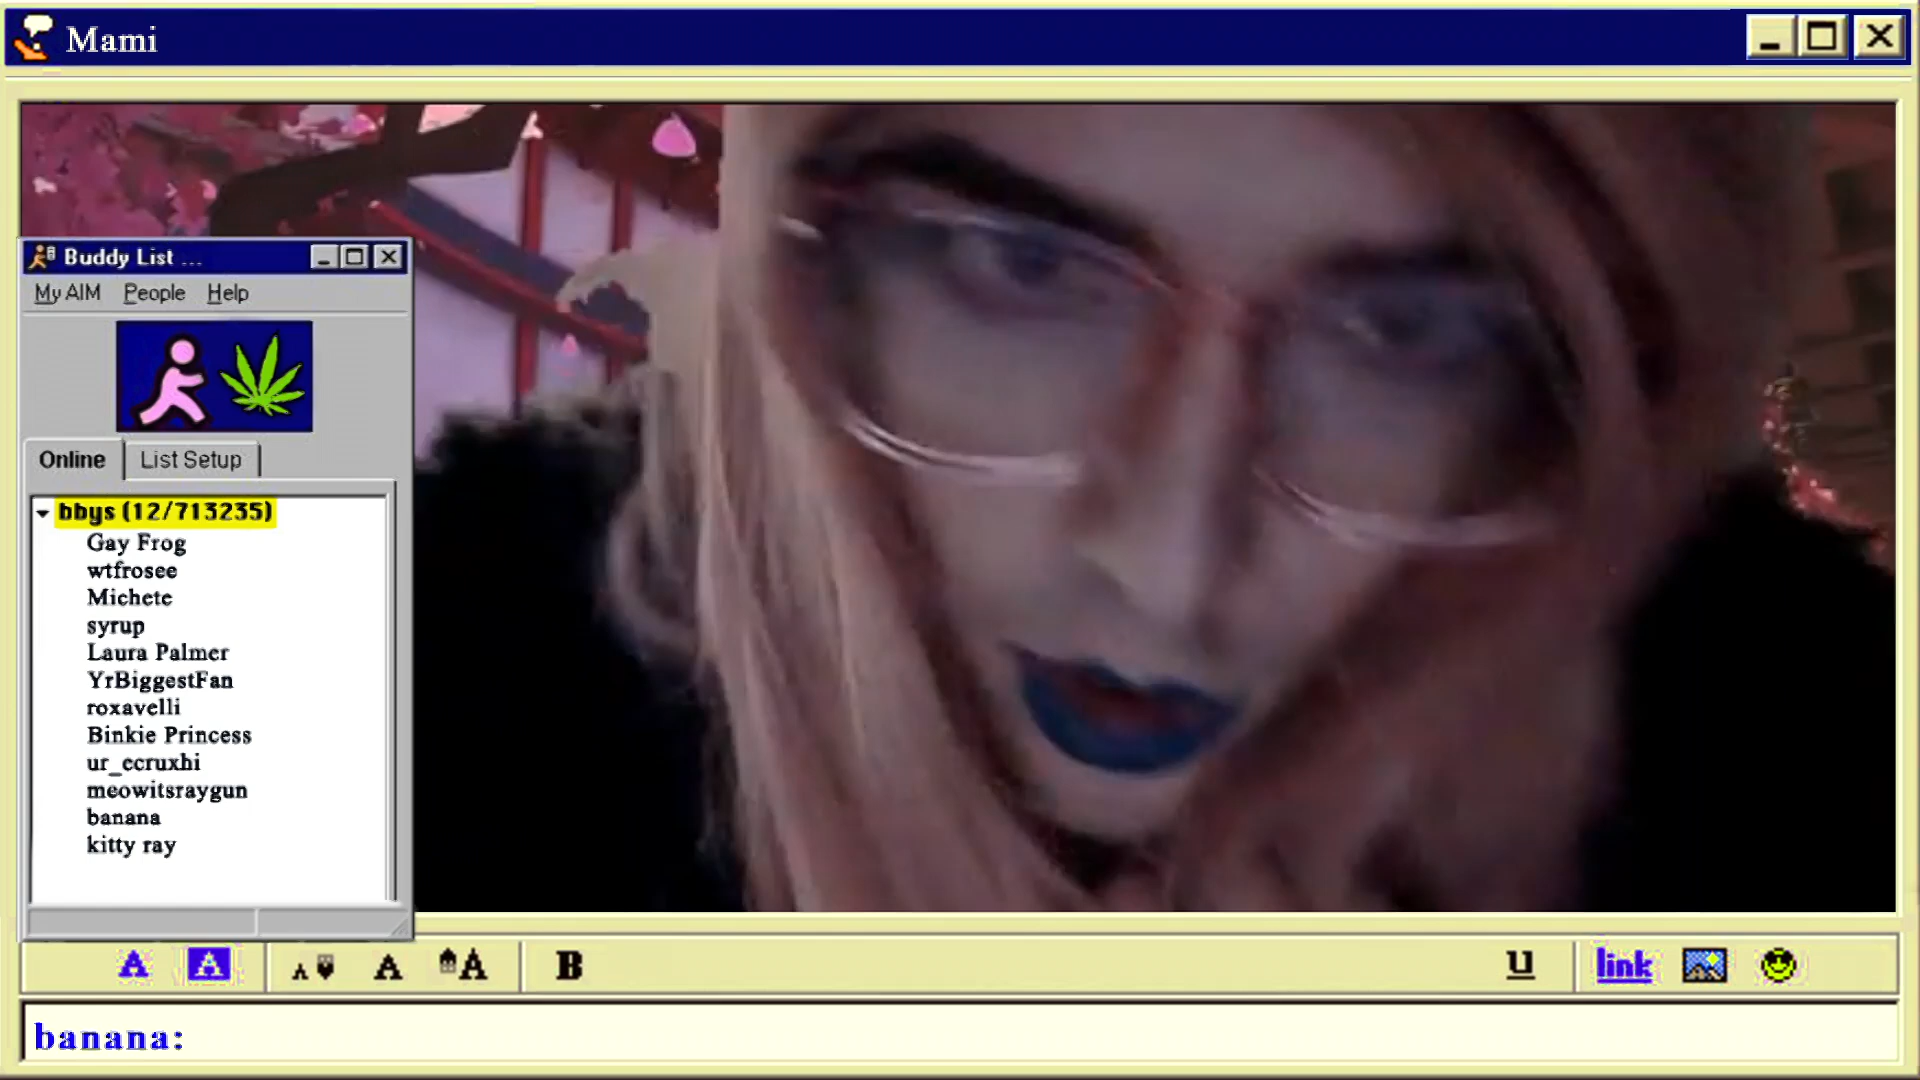 Mami
Buddy List ...
My AIM People Help
Online List Setup
bbys (12/713235)
Gay Frog
wtfrosee
Michete
syrup
Laura Palmer
YrBiggestFan
roxavelli
Binkie Princess
ur_ecruxhi
meowitsraygun
banana
kitty ray
A A A A A B U link
banana: